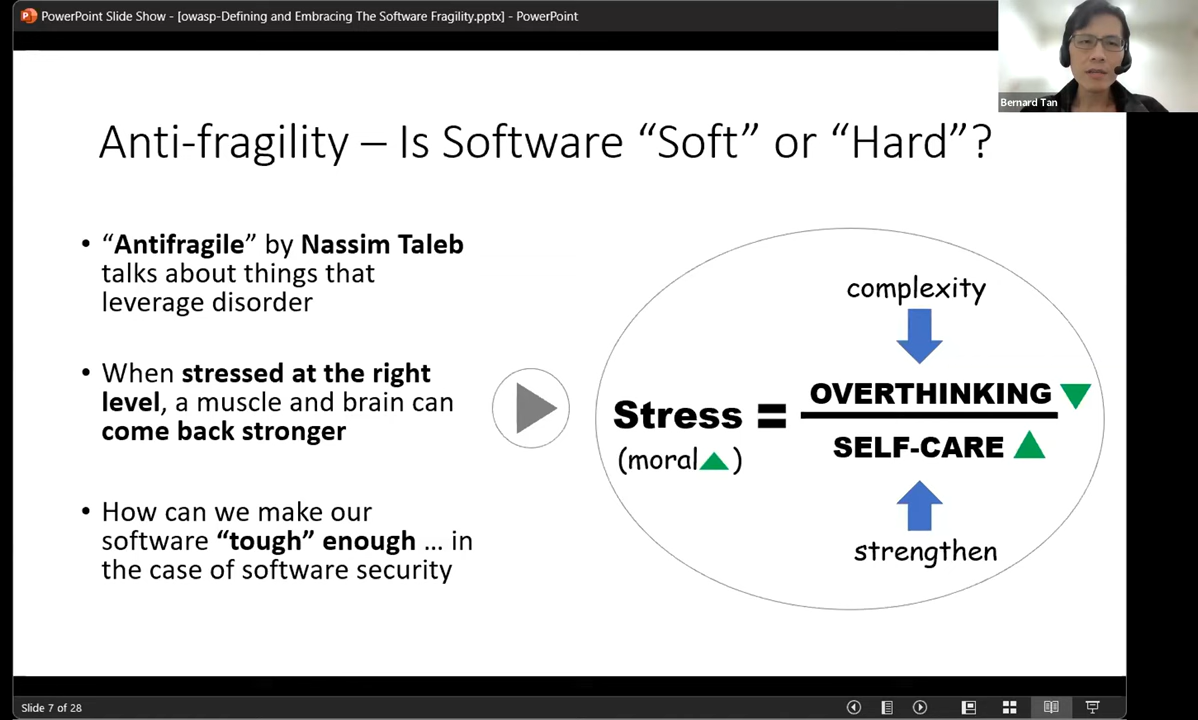 PowerPoint Slide Show - [owasp-Defining and Embracing The Software Fragility.pptx] - PowerPoint
Bernard Tan
Anti-fragility – Is Software “Soft” or “Hard”?
• “Antifragile” by Nassim Taleb
talks about things that
leverage disorder
• When stressed at the right
level, a muscle and brain can
come back stronger
• How can we make our
software “tough” enough … in
the case of software security
complexity
Stress = OVERTHINKING
SELF-CARE
(moral )
strengthen
Slide 7 of 28